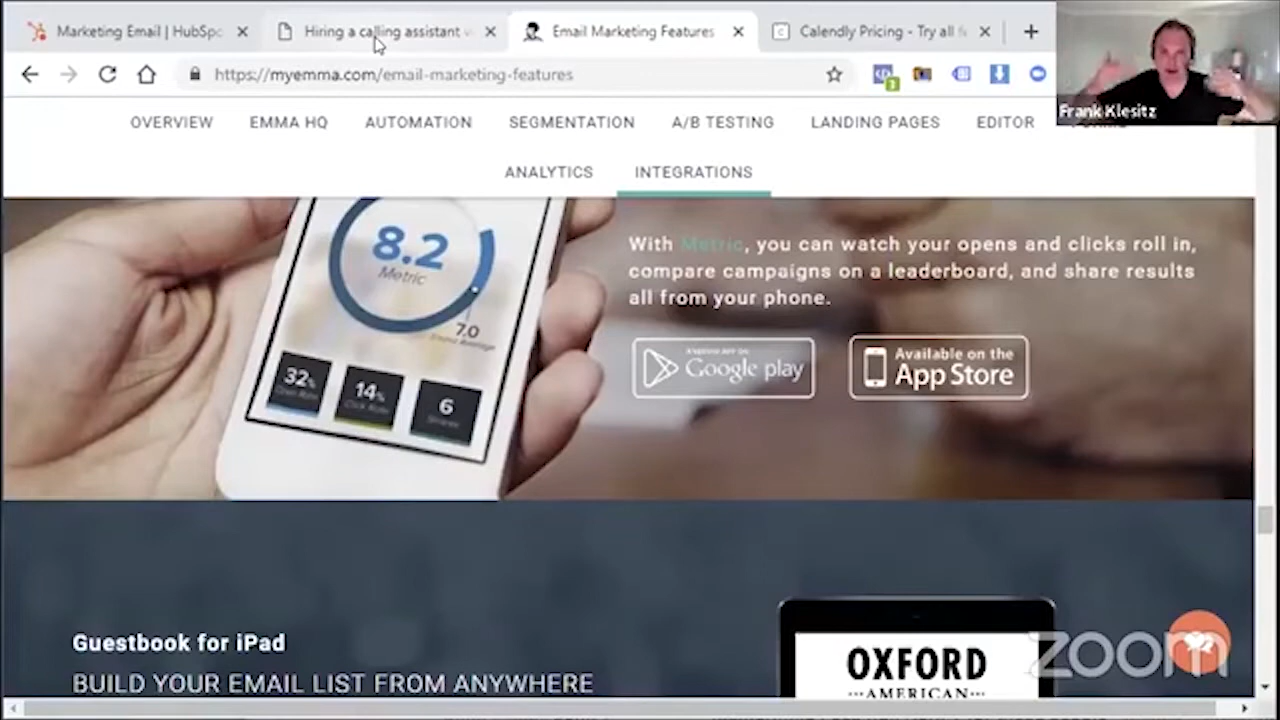 Marketing Email | HubSpo
Hiring a calling assistant v
Email Marketing Features
Calendly Pricing - Try all f
https://myemma.com/email-marketing-features
Frank Klesitz
OVERVIEW
EMMA HQ
AUTOMATION
SEGMENTATION
A/B TESTING
LANDING PAGES
EDITOR
ANALYTICS
INTEGRATIONS
8.2
Metric
7.0
32%
14%
6
With Metric, you can watch your opens and clicks roll in,
compare campaigns on a leaderboard, and share results
all from your phone.
Google play
Available on the
App Store
Guestbook for iPad
BUILD YOUR EMAIL LIST FROM ANYWHERE
OXFORD
AMERICAN
zoom